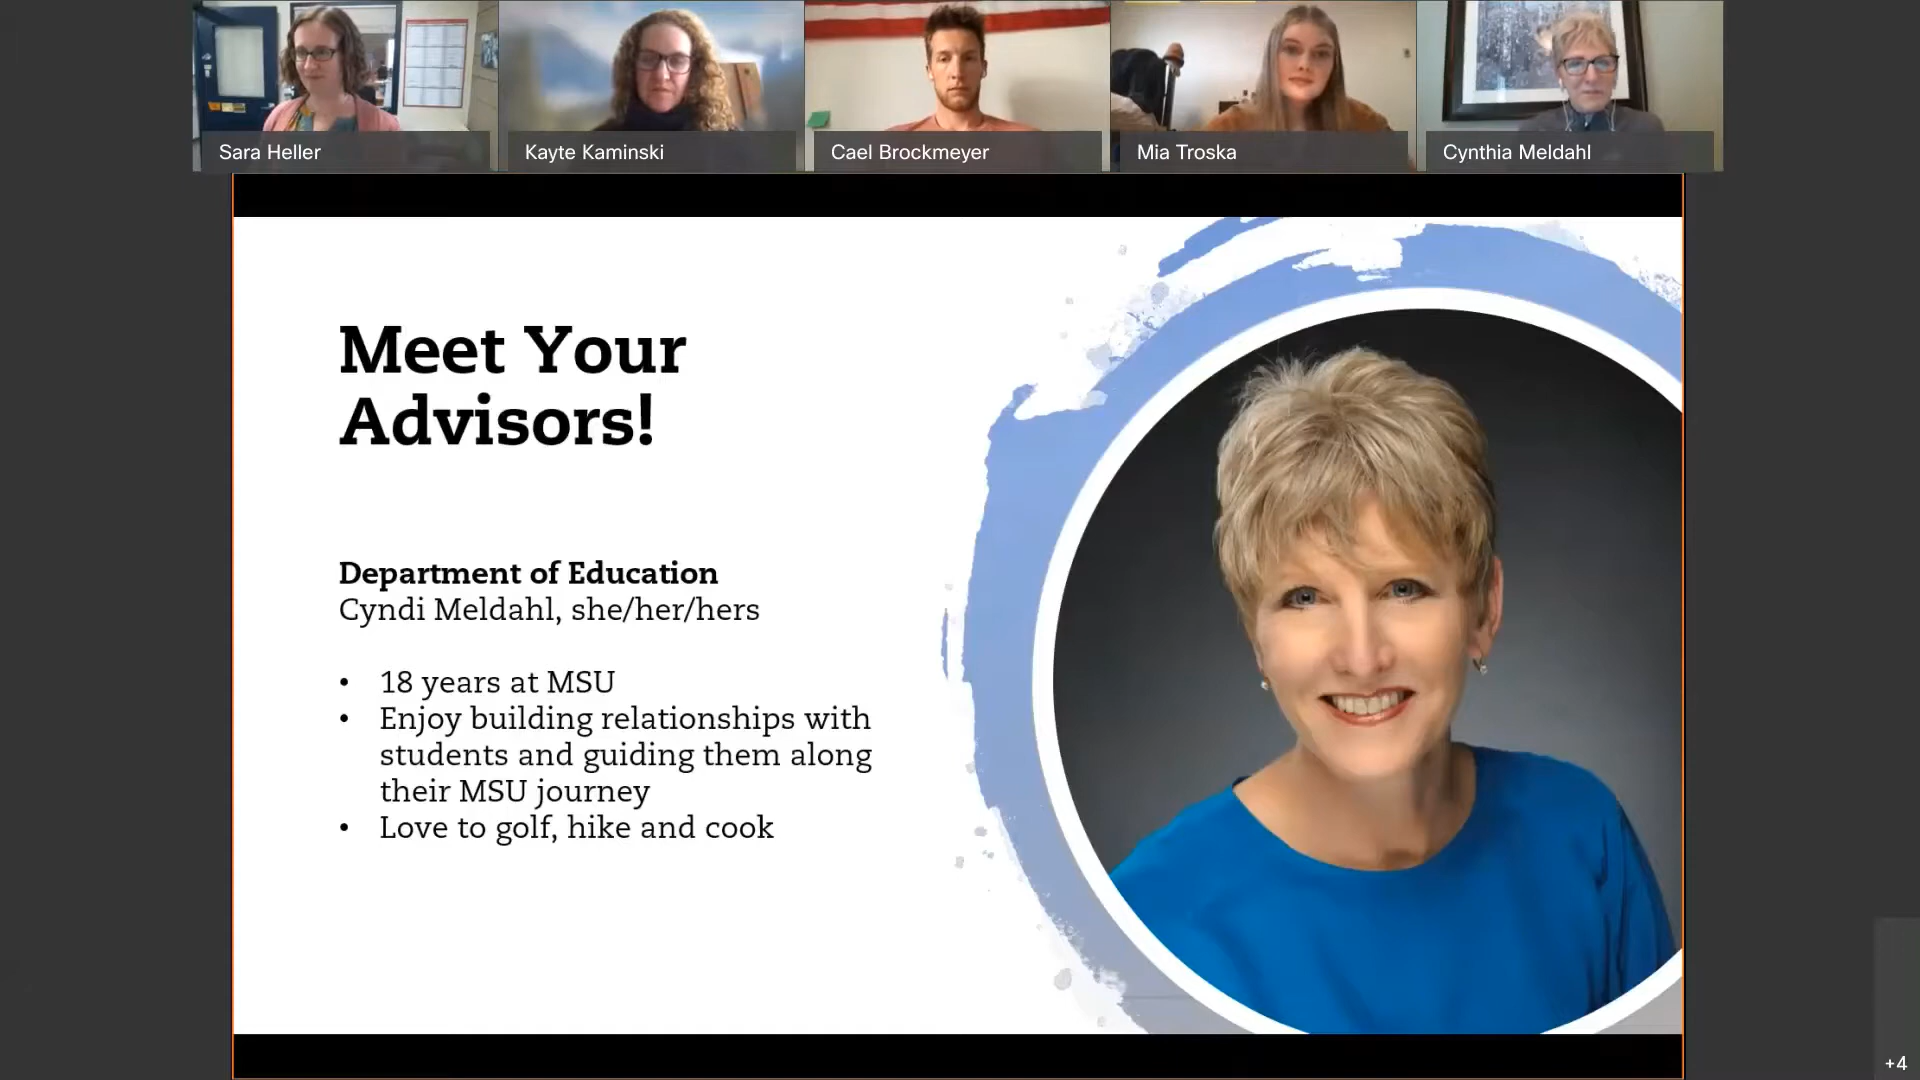 Sara Heller
Kayte Kaminski
Cael Brockmeyer
Mia Troska
Cynthia Meldahl
Meet Your
Advisors!
Department of Education
Cyndi Meldahl, she/her/hers
• 18 years at MSU
• Enjoy building relationships with
students and guiding them along
their MSU journey
• Love to golf, hike and cook
+4